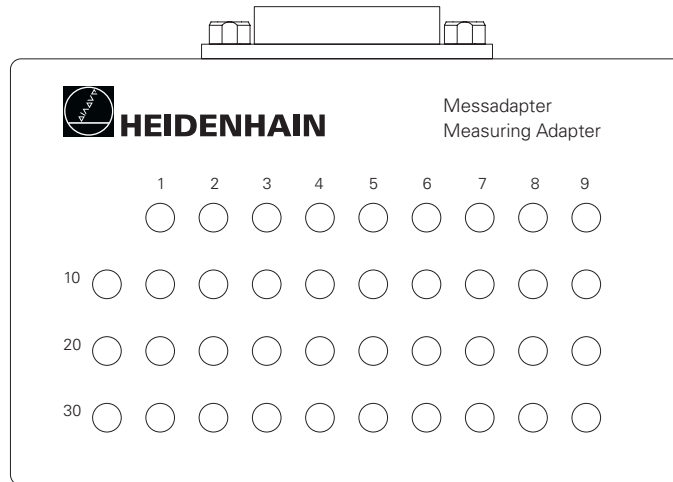 HEIDENHAIN
Messadapter
Measuring Adapter
1 2 3 4 5 6 7 8 9
10
20
30